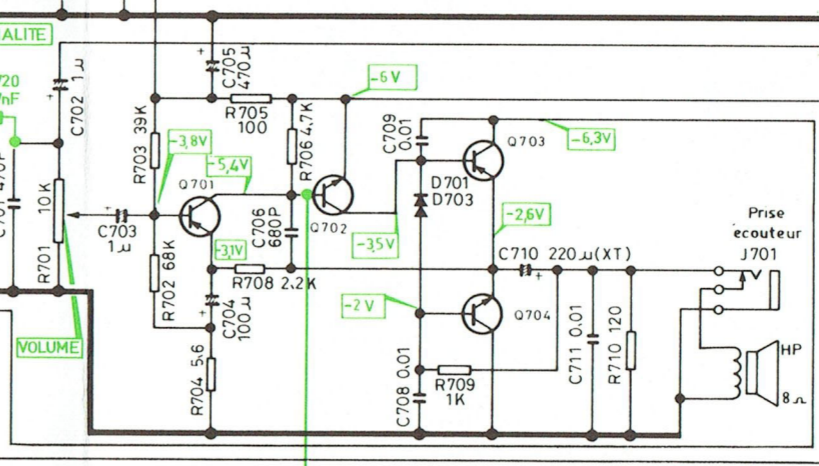 ALITE
720
nF
C702 1µ
C705
470µ
-6V
R705
100
R703 39K
R706 4,7K
C709
0.01
Q703
-6,3V
-3,8V
-5,4V
10K
Q701
D701
D703
Q702
-2,6V
Prise
écouteur
J701
C703
1µ
C706
680P
-3,1V
-3,5V
C710 220µ(XT)
R701
R702 68K
R708 2.2K
C704
100µ
-2V
Q704
VOLUME
R704 5,6
C708 0.01
R709
1K
C711 0.01
R710 120
HP
8Ω